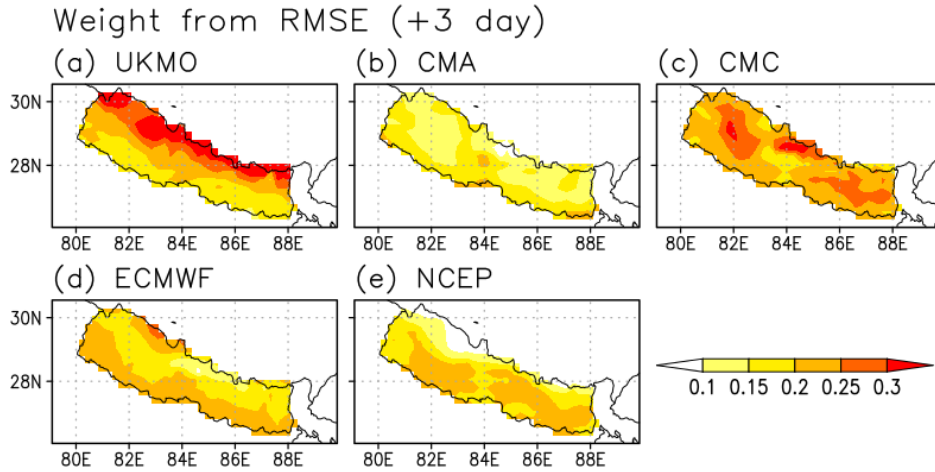 Weight from RMSE (+3 day)
(a) UKMO
(b) CMA
(c) CMC
30N
28N
80E 82E 84E 86E 88E
80E 82E 84E 86E 88E
80E 82E 84E 86E 88E
(d) ECMWF
(e) NCEP
30N
28N
80E 82E 84E 86E 88E
80E 82E 84E 86E 88E
0.1 0.15 0.2 0.25 0.3